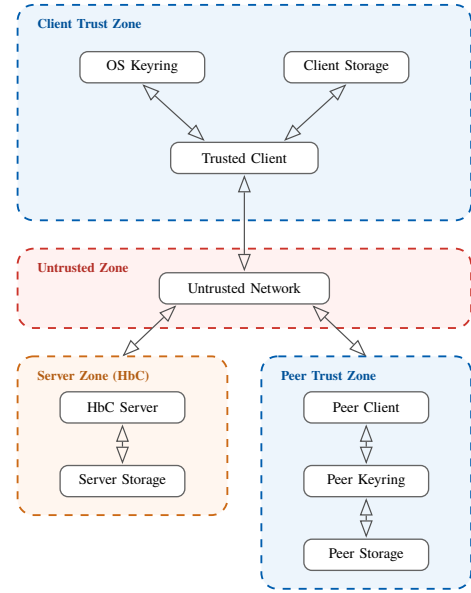 Client Trust Zone
OS Keyring
Client Storage
Trusted Client
Untrusted Zone
Untrusted Network
Server Zone (HbC)
HbC Server
Server Storage
Peer Trust Zone
Peer Client
Peer Keyring
Peer Storage